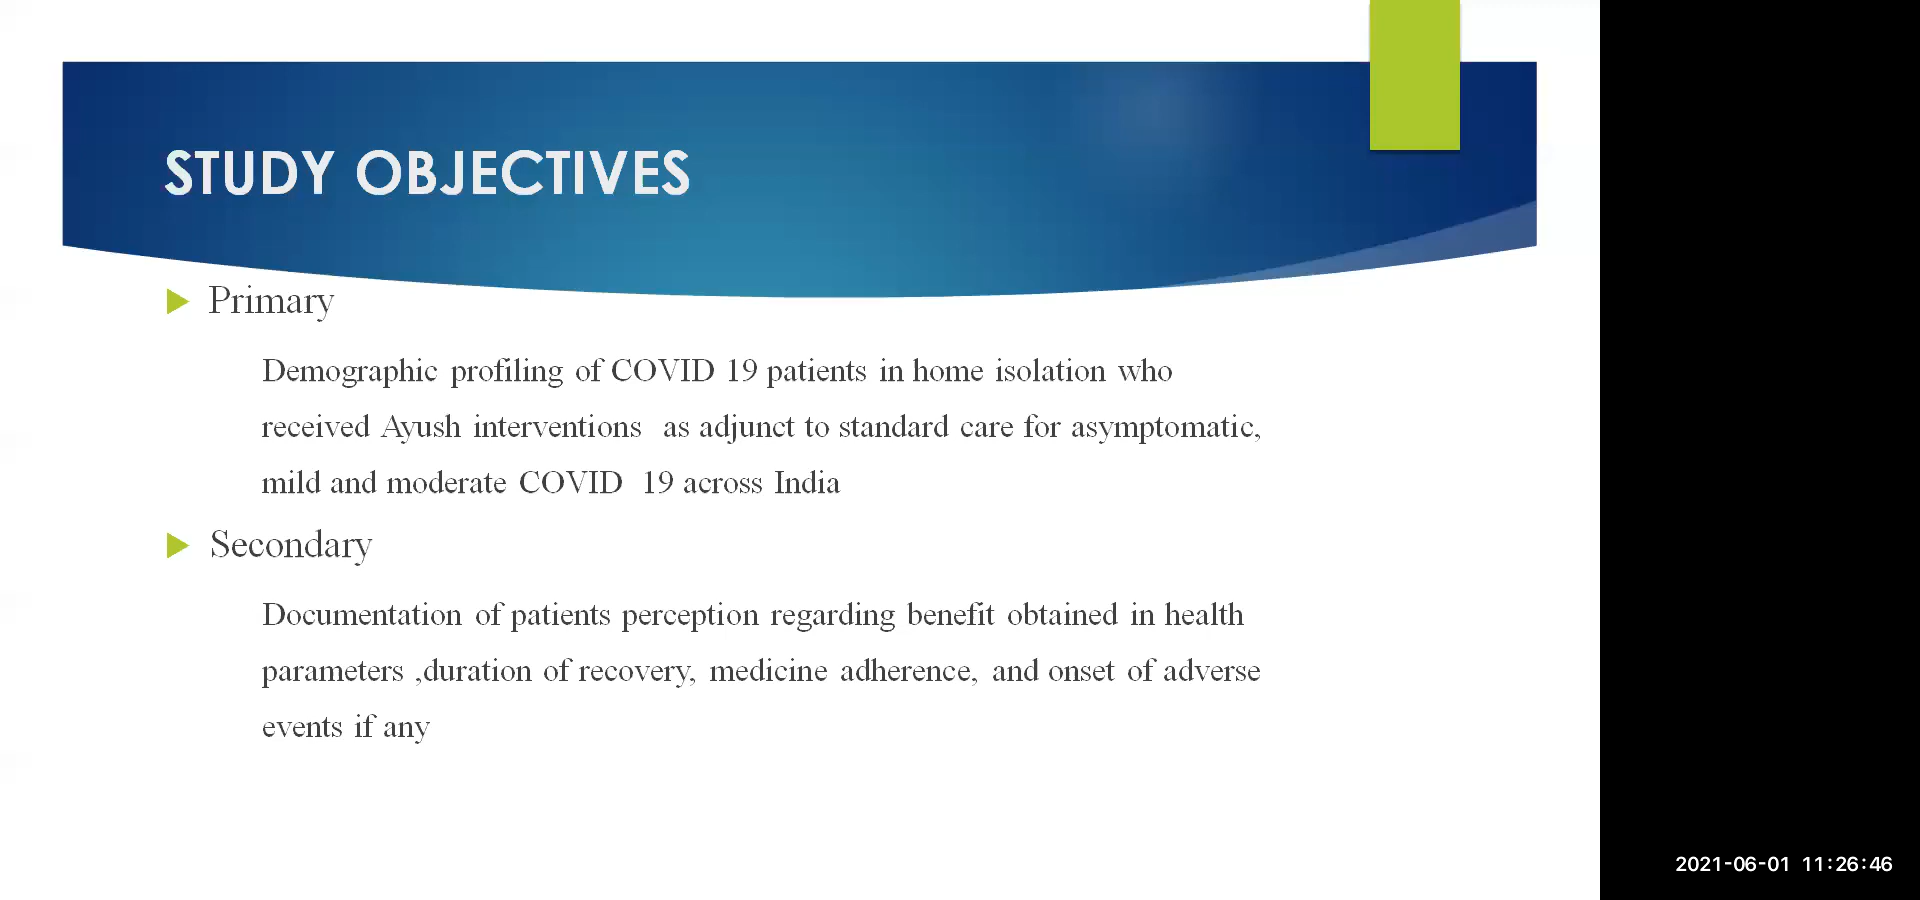 STUDY OBJECTIVES
Primary
Demographic profiling of COVID 19 patients in home isolation who
received Ayush interventions as adjunct to standard care for asymptomatic,
mild and moderate COVID 19 across India
Secondary
Documentation of patients perception regarding benefit obtained in health
parameters ,duration of recovery, medicine adherence, and onset of adverse
events if any
2021-06-01 11:26:46